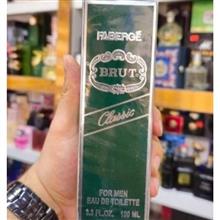 FABERGÉ
BRUT
Classic
FOR MEN
EAU DE TOILETTE
3.3 FL.OZ. 100 ML